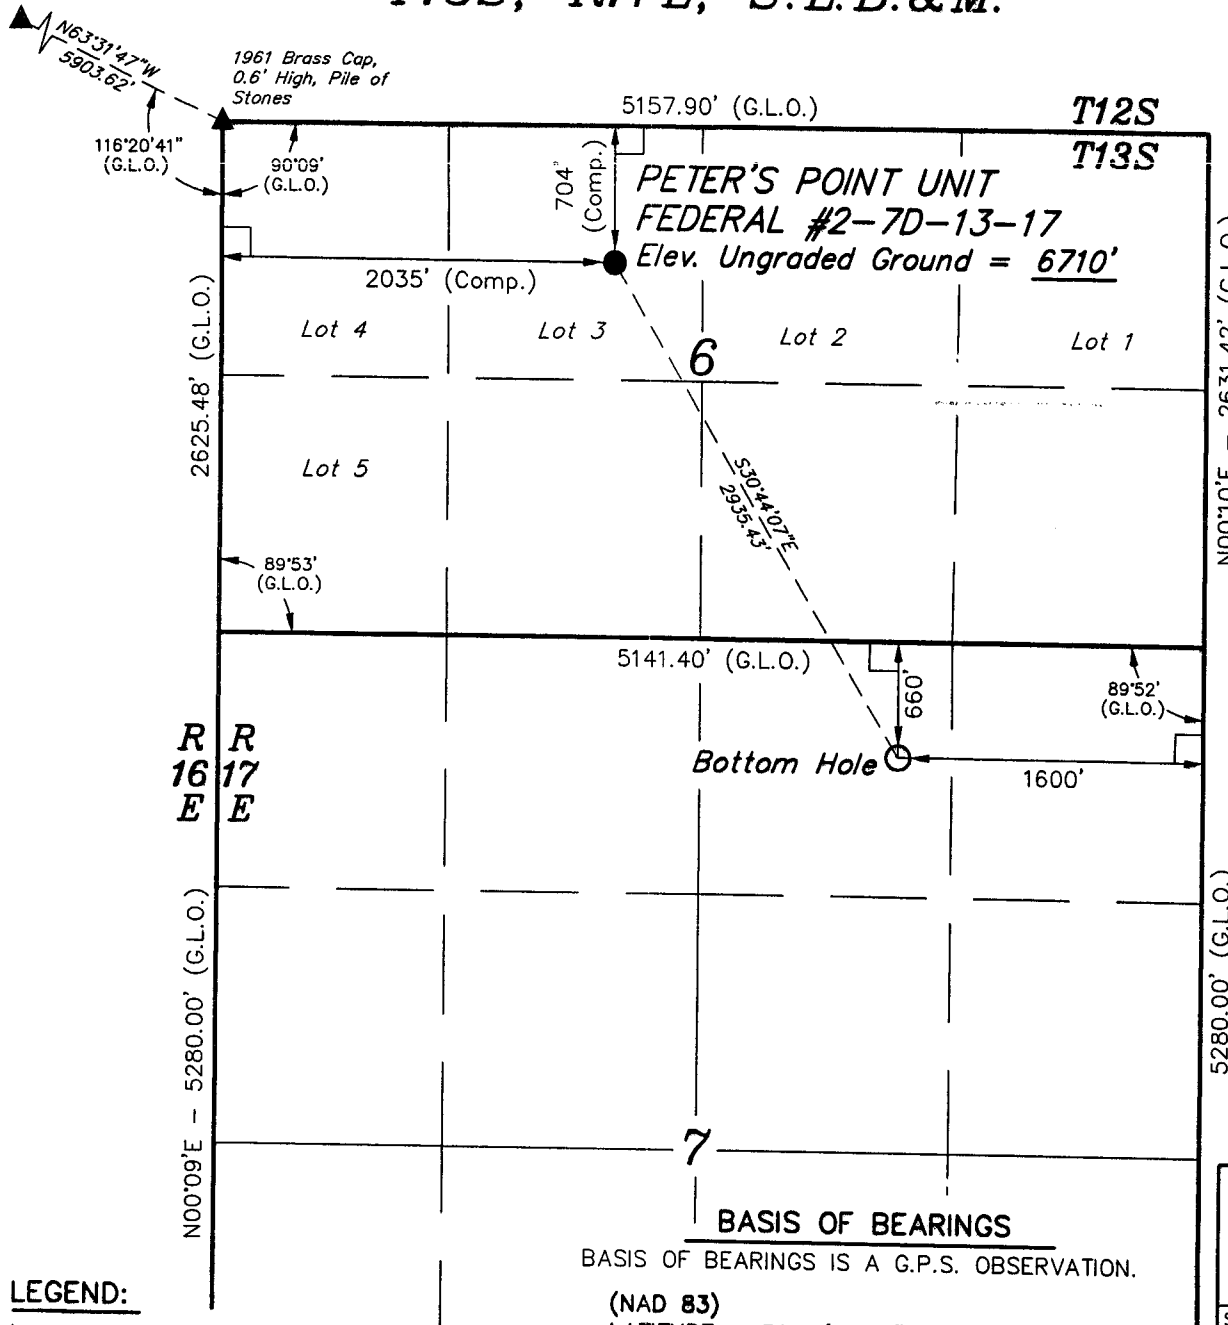 N63°31'47"W
5903.62'
1961 Brass Cap,
0.6' High, Pile of
Stones
5157.90' (G.L.O.)
T12S
T13S
116°20'41"
(G.L.O.)
90°09'
(G.L.O.)
704'
(Comp.)
PETER'S POINT UNIT
FEDERAL #2-7D-13-17
Elev. Ungraded Ground = 6710'
2035' (Comp.)
2625.48' (G.L.O.)
Lot 4
Lot 3
Lot 2
Lot 1
6
N00°10'E - 2631.42' (G.L.O.)
Lot 5
S30°44'07"E
2935.43'
89°53'
(G.L.O.)
5141.40' (G.L.O.)
660'
89°52'
(G.L.O.)
R R
16 17
E E
Bottom Hole
1600'
N00°09'E - 5280.00' (G.L.O.)
5280.00' (G.L.O.)
7
BASIS OF BEARINGS
BASIS OF BEARINGS IS A G.P.S. OBSERVATION.
LEGEND:
(NAD 83)